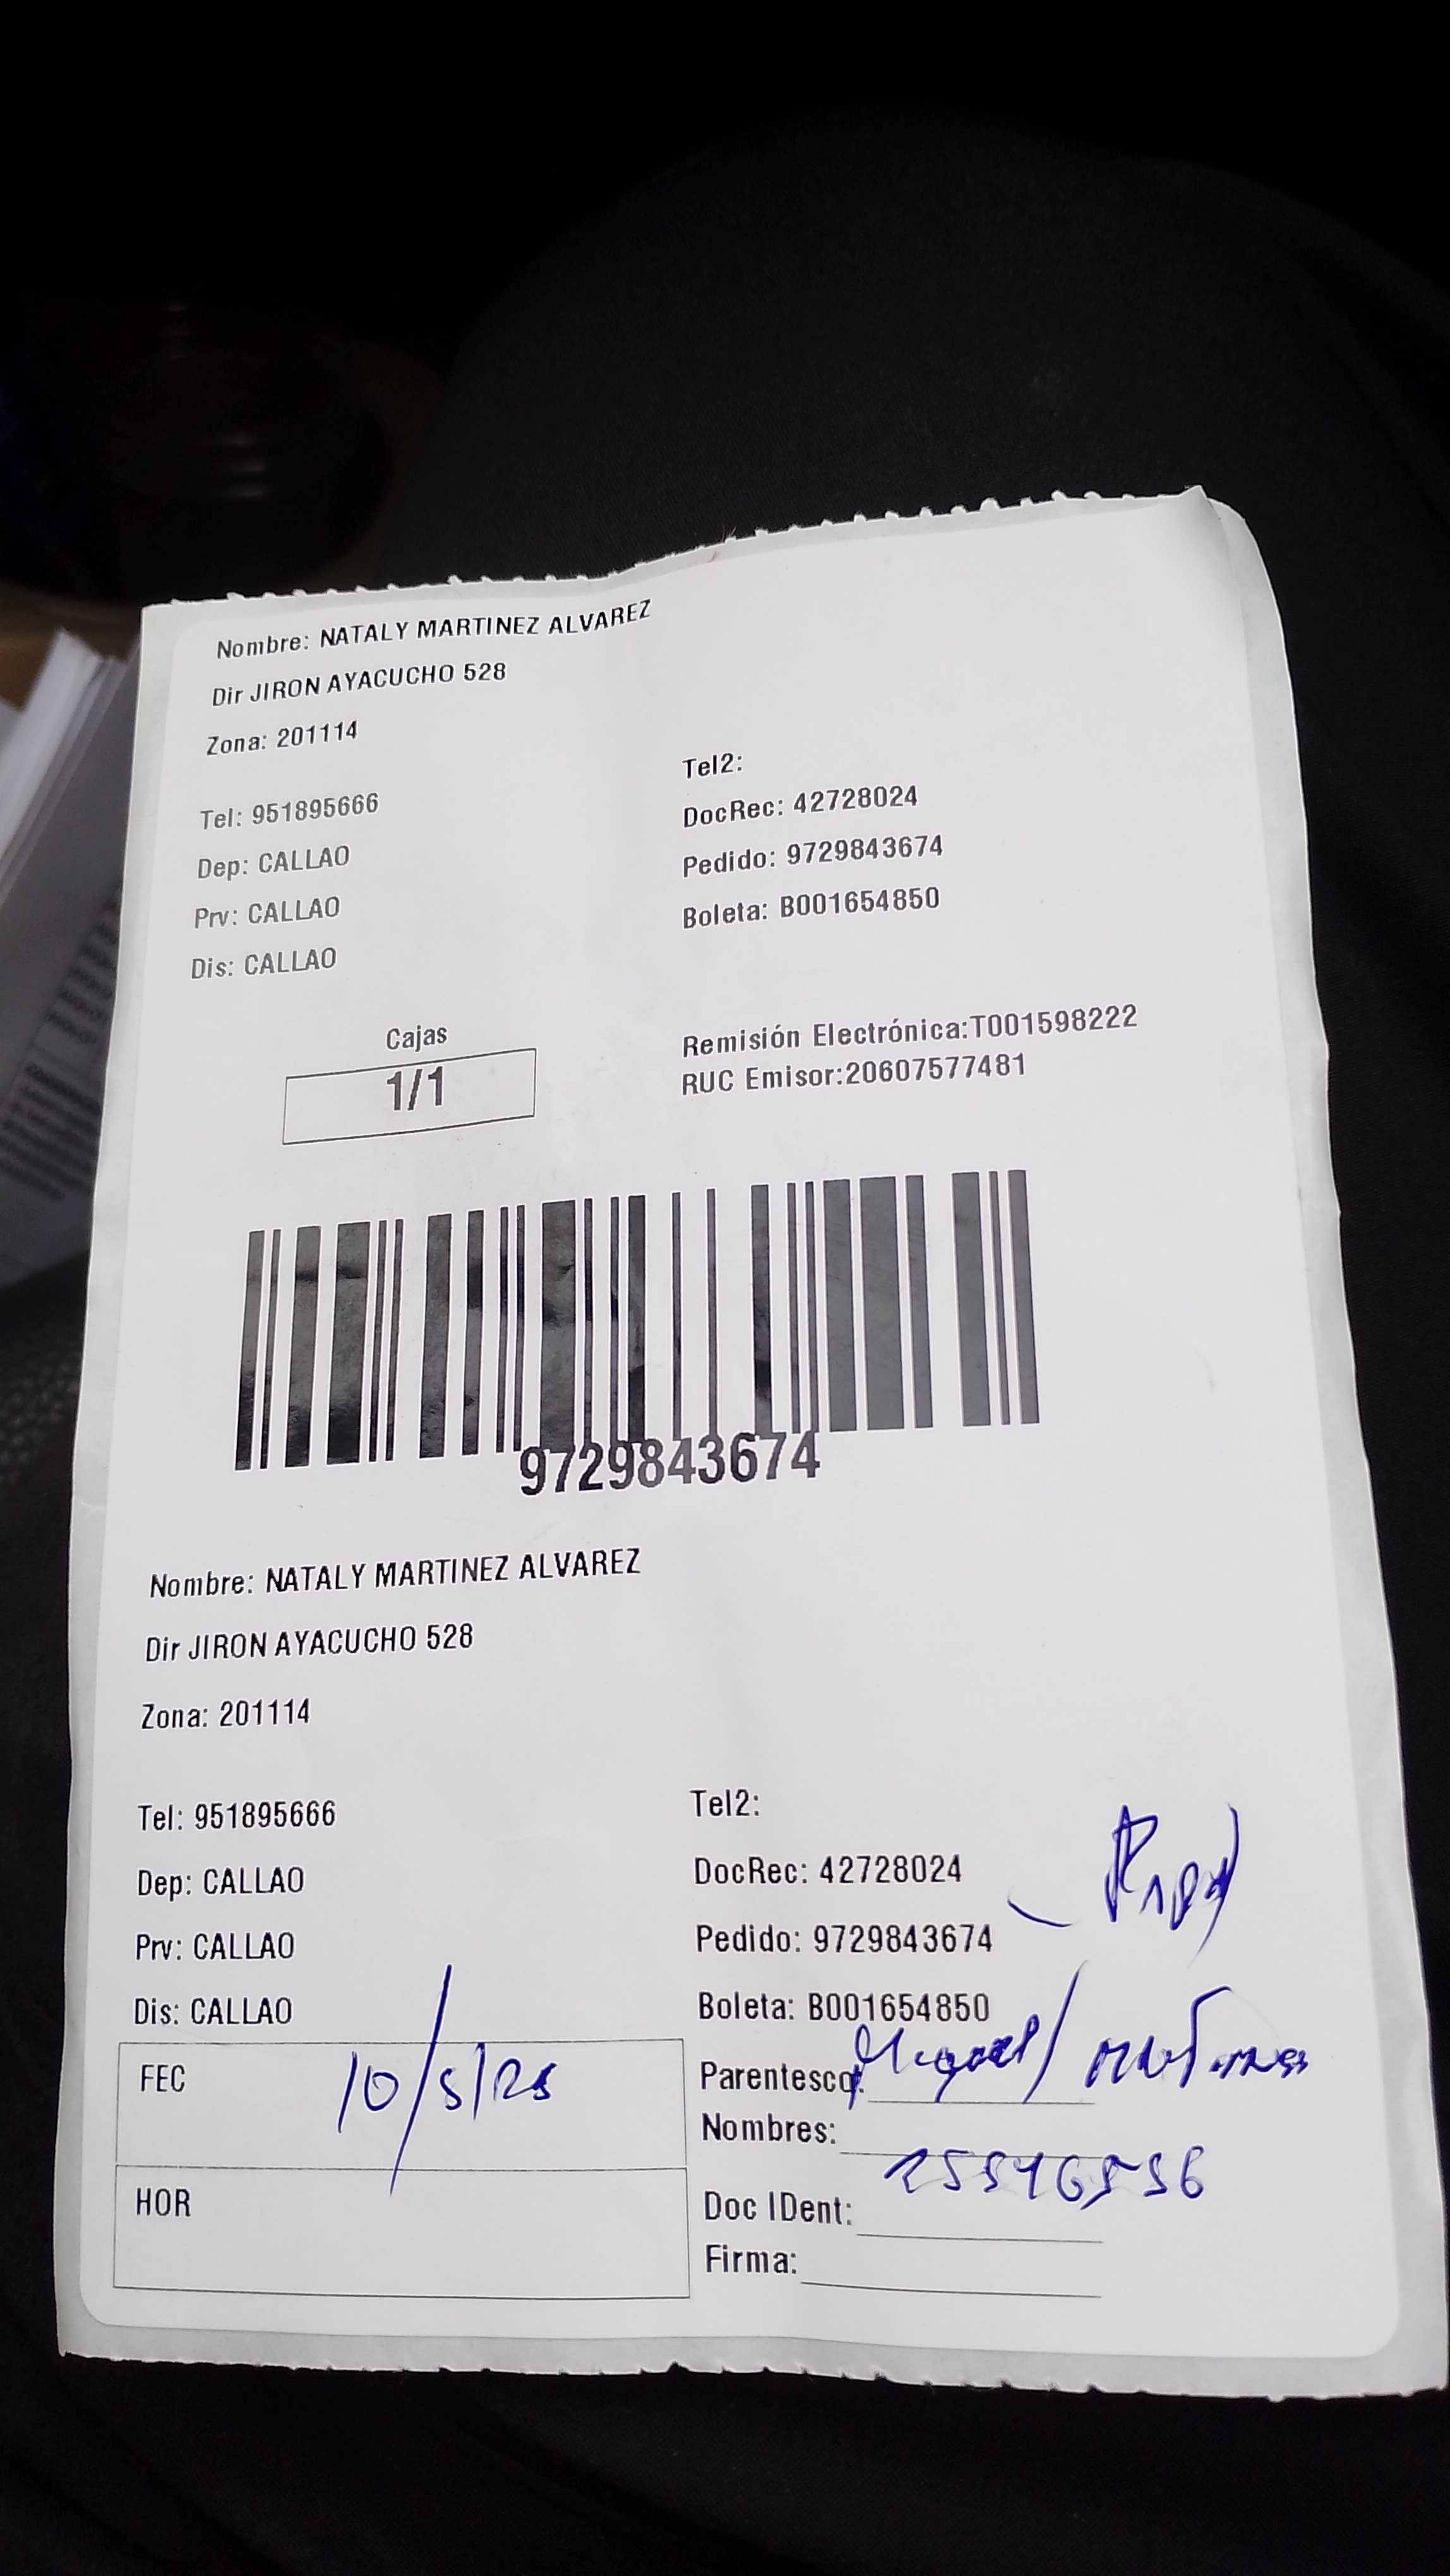 Nombre: NATALY MARTINEZ ALVAREZ
Dir JIRON AYACUCHO 528
Zona: 201114
Tel2:
Tel: 951895666
DocRec: 42728024
Dep: CALLAO
Pedido: 9729843674
Prv: CALLAO
Boleta: B001654850
Dis: CALLAO
Cajas
1/1
Remisión Electrónica:T001598222
RUC Emisor:20607577481
9729843674
Nombre: NATALY MARTINEZ ALVAREZ
Dir JIRON AYACUCHO 528
Zona: 201114
Tel: 951895666
Tel2:
Dep: CALLAO
DocRec: 42728024
Prv: CALLAO
Pedido: 9729843674
Dis: CALLAO
Boleta: B001654850
FEC
Parentesco: Miguel
Nombres:
HOR
Doc IDent:
Firma: